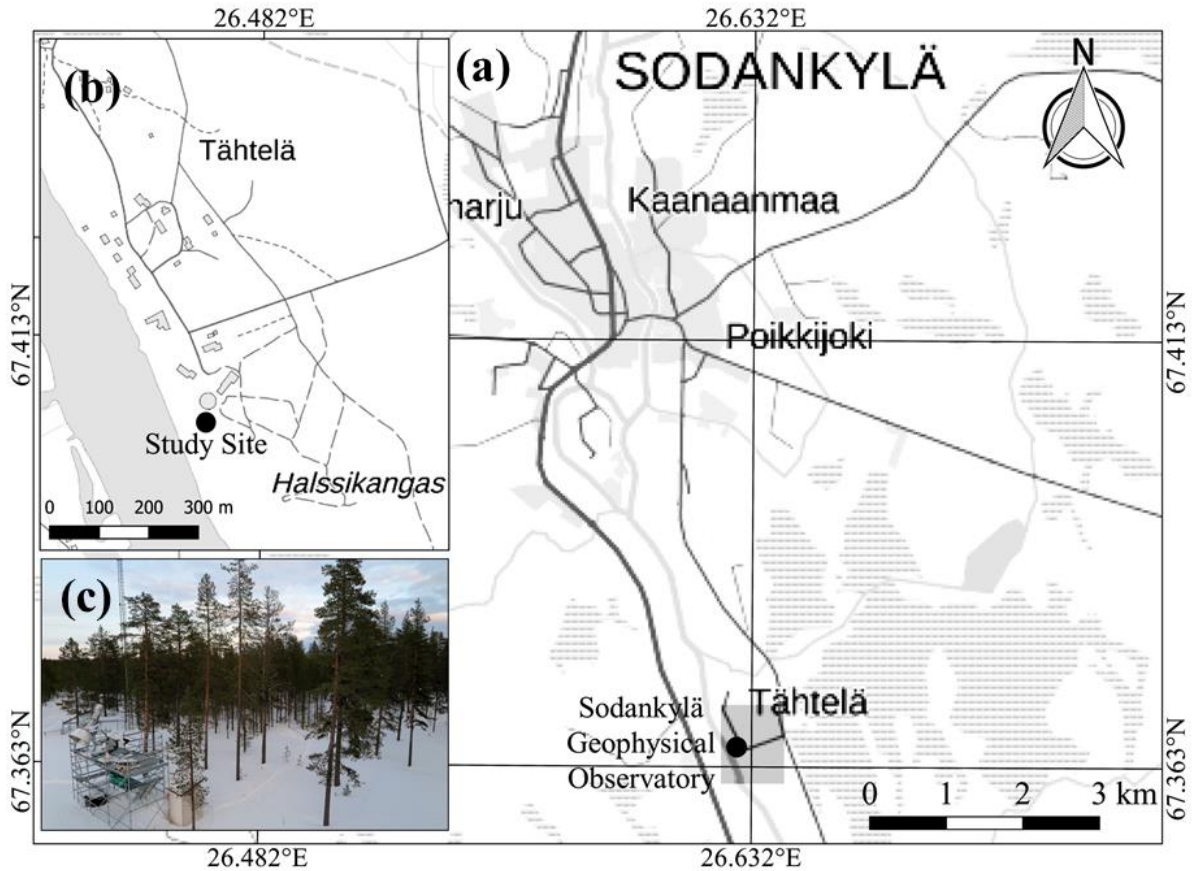 26.482°E
26.632°E
(b)
Tähtelä
Study Site
Halssikangas
0 100 200 300 m
(a)
SODANKYLÄ
N
harju
Kaanaanmaa
Poikkijoki
67.413°N
67.413°N
(c)
Sodankylä
Geophysical
Observatory
Tähtelä
0 1 2 3 km
67.363°N
67.363°N
26.482°E
26.632°E